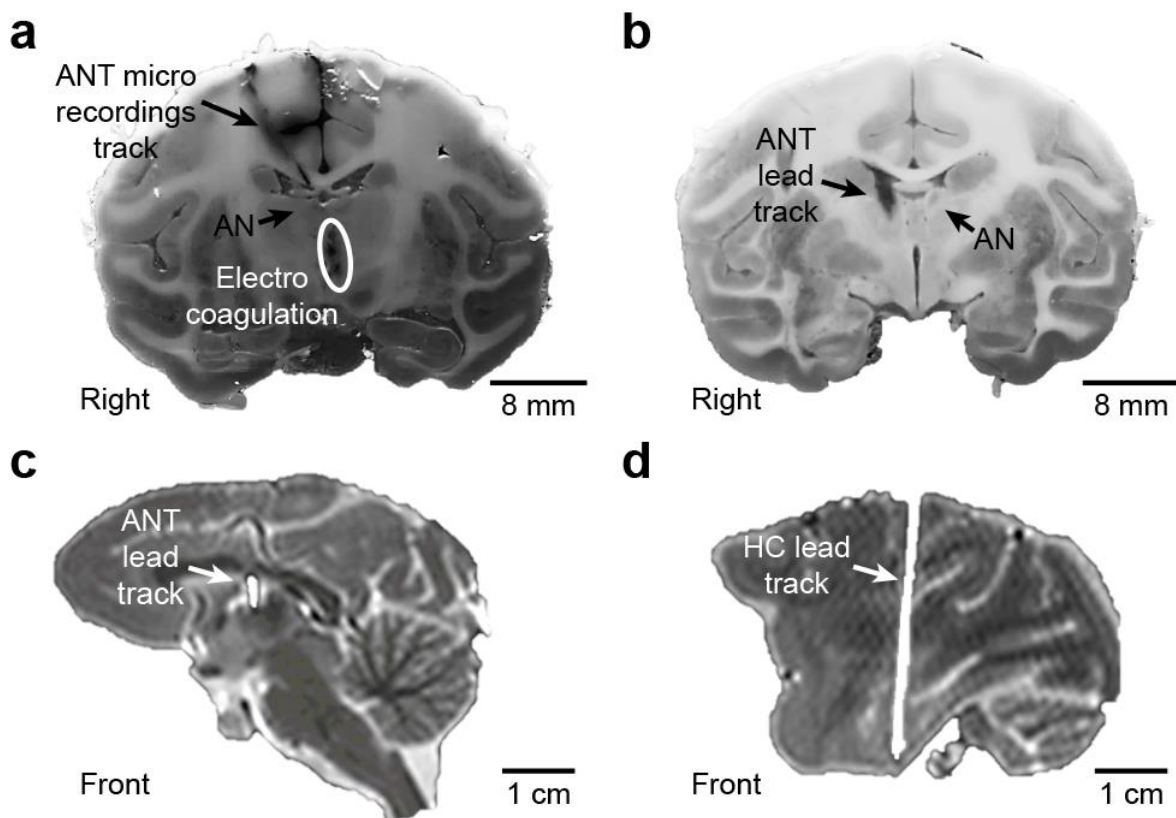 a
ANT micro
recordings
track
AN
Electro
coagulation
Right
8 mm
b
ANT
lead
track
AN
Right
8 mm
c
ANT
lead
track
Front
1 cm
d
HC lead
track
Front
1 cm